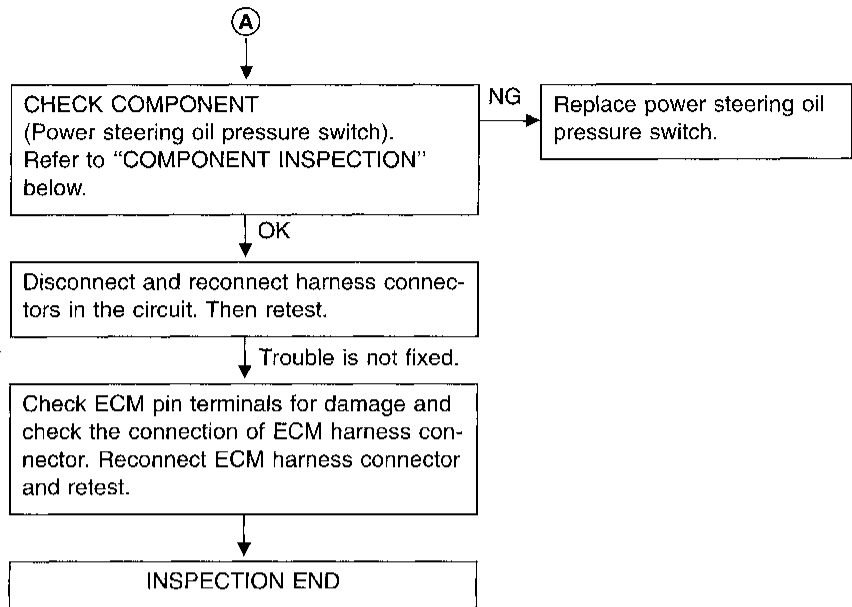 A
CHECK COMPONENT
(Power steering oil pressure switch).
Refer to “COMPONENT INSPECTION”
below.
NG
Replace power steering oil
pressure switch.
OK
Disconnect and reconnect harness connec-
tors in the circuit. Then retest.
Trouble is not fixed.
Check ECM pin terminals for damage and
check the connection of ECM harness con-
nector. Reconnect ECM harness connector
and retest.
INSPECTION END